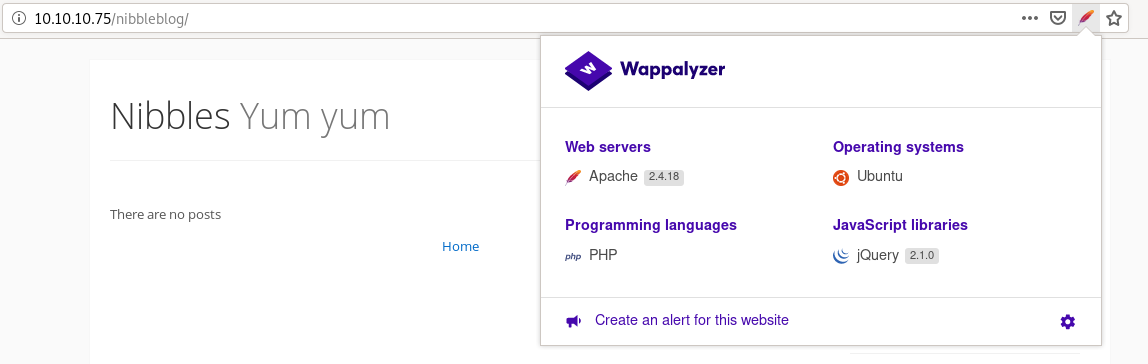 10.10.10.75/nibbleblog/
Wappalyzer
Nibbles Yum yum
Web servers
Apache 2.4.18
Operating systems
Ubuntu
There are no posts
Home
Programming languages
php PHP
JavaScript libraries
jQuery 2.1.0
Create an alert for this website